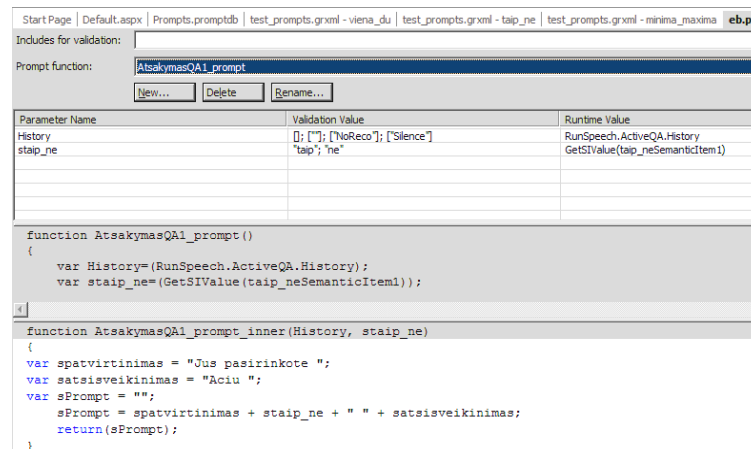 Start Page | Default.aspx | Prompts.promptdb | test_prompts.grxml - viena_du | test_prompts.grxml - taip_ne | test_prompts.grxml - minima_maxima eb.p
Includes for validation:
Prompt function: AtsakymasQA1_prompt
New... Delete Rename...
Parameter Name Validation Value Runtime Value
History []; [""]; ["NoReco"]; ["Silence"] RunSpeech.ActiveQA.History
staip_ne "taip"; "ne" GetSIValue(taip_neSemanticItem1)
function AtsakymasQA1_prompt()
{
var History=(RunSpeech.ActiveQA.History);
var staip_ne=(GetSIValue(taip_neSemanticItem1));
function AtsakymasQA1_prompt_inner(History, staip_ne)
{
var spatvirtinimas = "Jus pasirinkote ";
var satsisveikinimas = "Aciu ";
var sPrompt = "";
sPrompt = spatvirtinimas + staip_ne + " " + satsisveikinimas;
return(sPrompt);
}